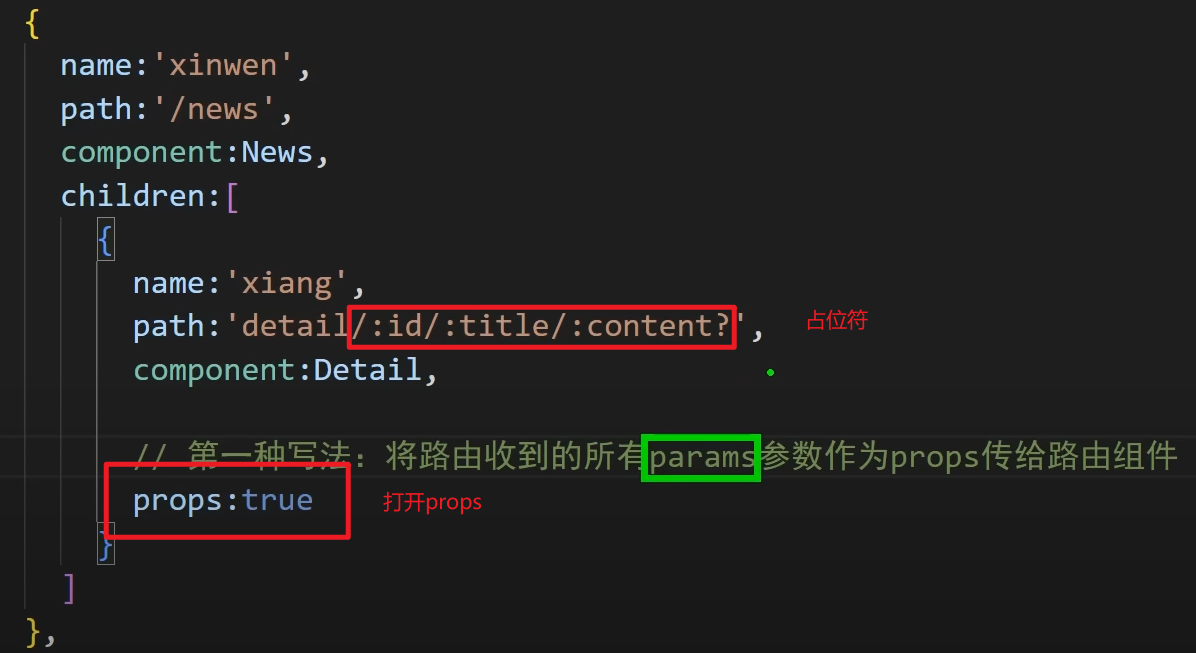 {
name:'xinwen',
path:'/news',
component:News,
children:[
{
name:'xiang',
path:'detail/:id/:title/:content?', 占位符
component:Detail,
// 第一种写法：将路由收到的所有params参数作为props传给路由组件
props:true 打开props
}
]
},